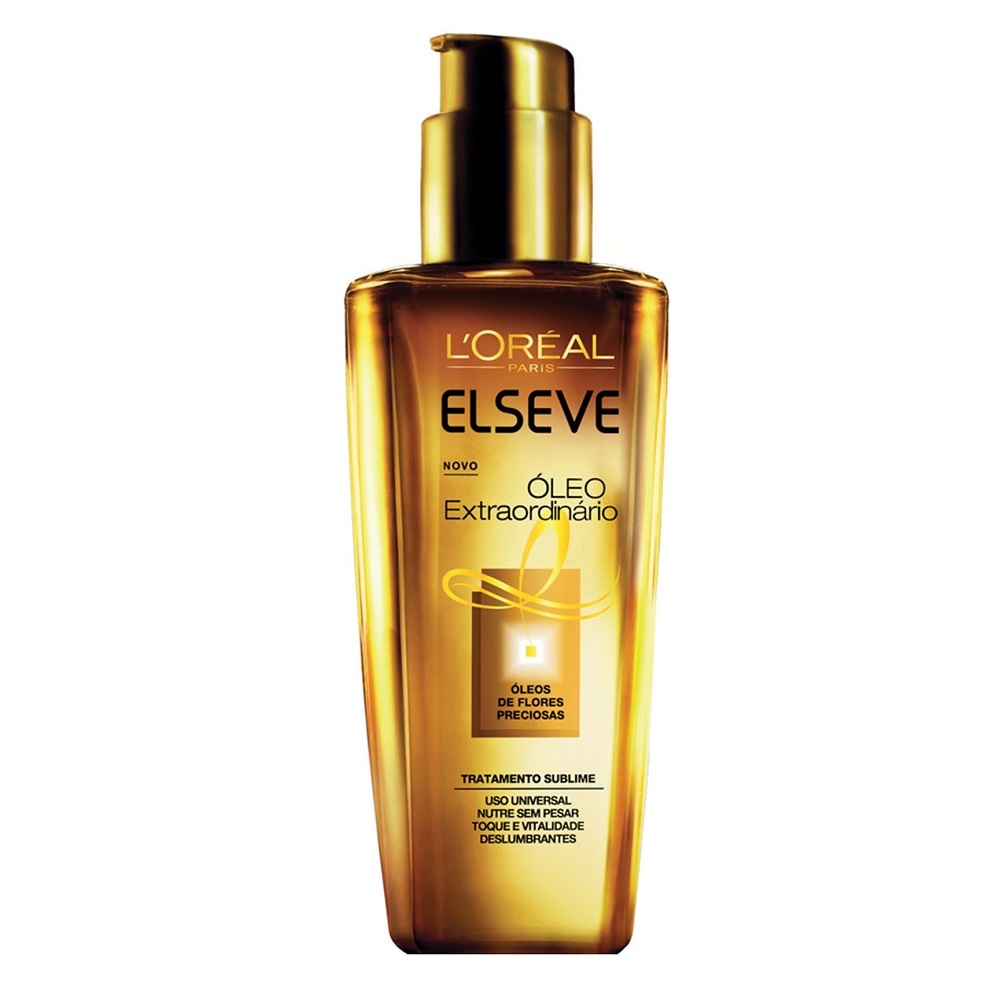 L'ORÉAL
PARIS
ELSEVE
NOVO
ÓLEO
Extraordinário
ÓLEOS
DE FLORES
PRECIOSAS
TRATAMENTO SUBLIME
USO UNIVERSAL
NUTRE SEM PESAR
TOQUE E VITALIDADE
DESLUMBRANTES